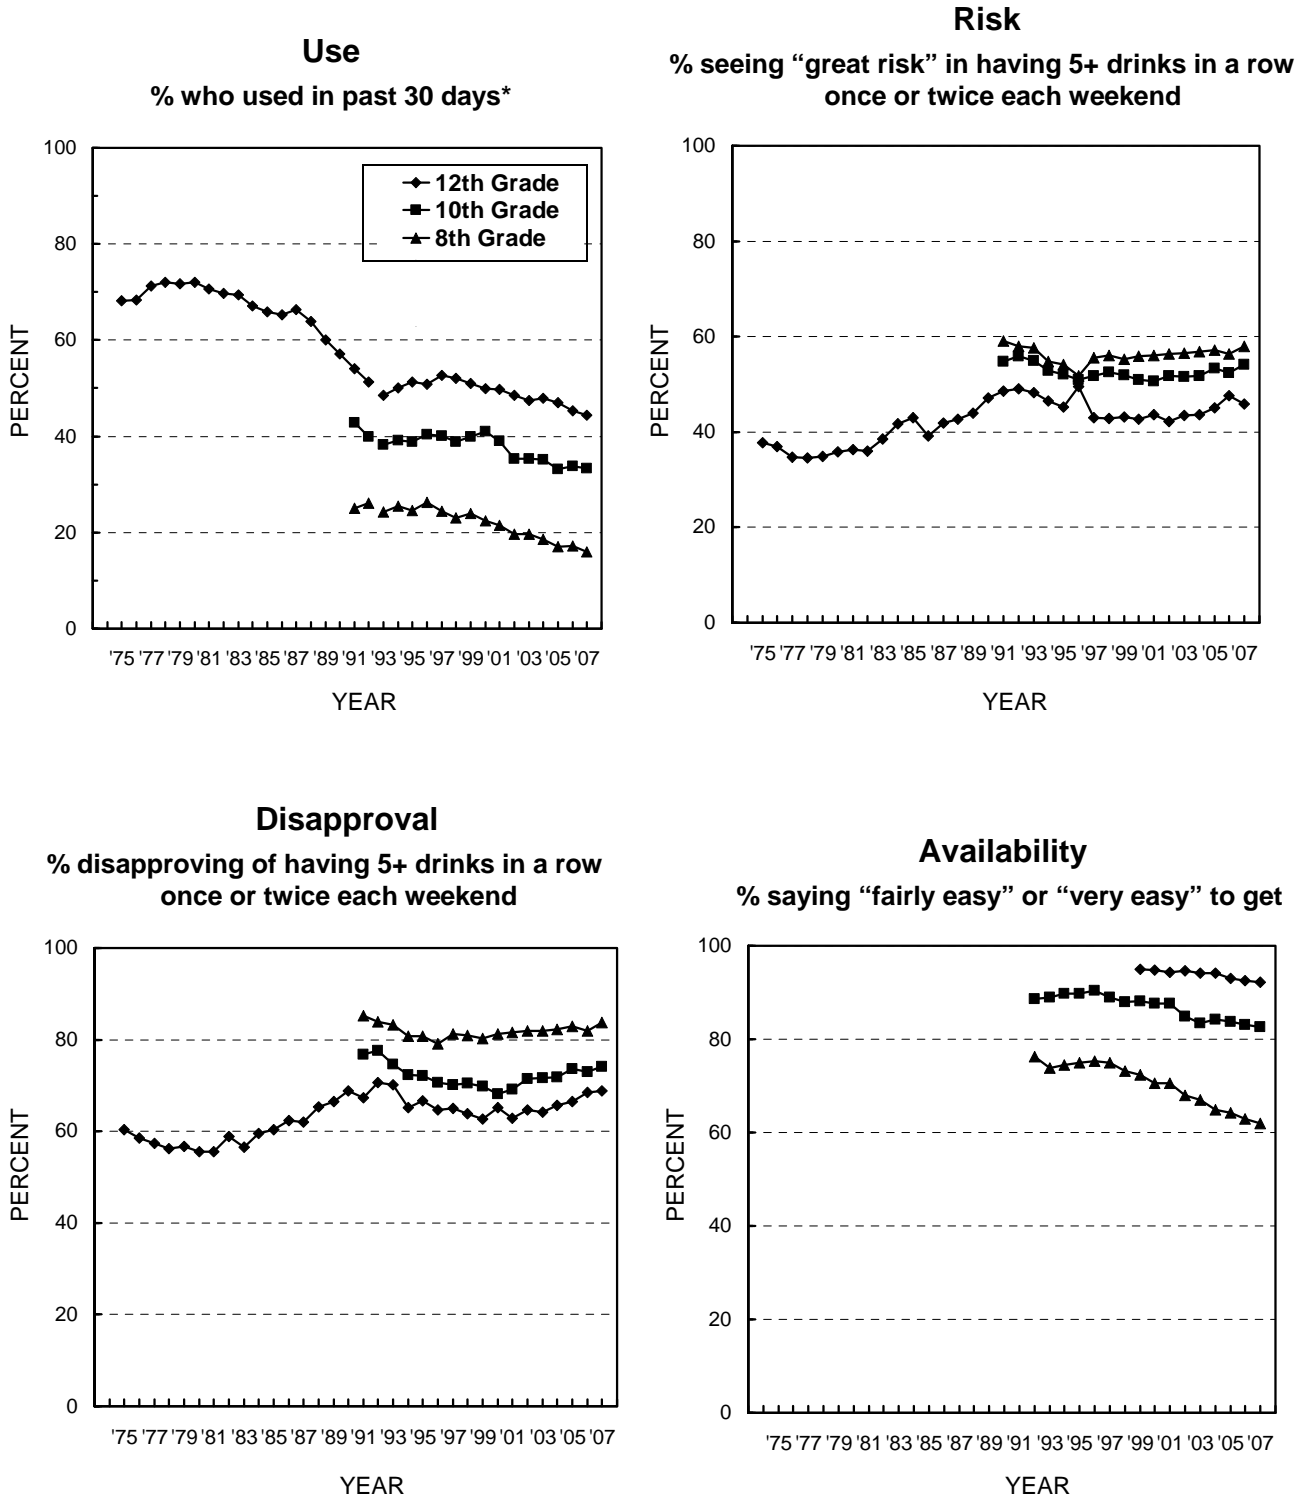 Use
% who used in past 30 days*
100
80
60
40
20
0
PERCENT
12th Grade
10th Grade
8th Grade
'75 '77 '79 '81 '83 '85 '87 '89 '91 '93 '95 '97 '99 '01 '03 '05 '07
YEAR
Risk
% seeing “great risk” in having 5+ drinks in a row
once or twice each weekend
100
80
60
40
20
0
PERCENT
'75 '77 '79 '81 '83 '85 '87 '89 '91 '93 '95 '97 '99 '01 '03 '05 '07
YEAR
Disapproval
% disapproving of having 5+ drinks in a row
once or twice each weekend
100
80
60
40
20
0
PERCENT
'75 '77 '79 '81 '83 '85 '87 '89 '91 '93 '95 '97 '99 '01 '03 '05 '07
YEAR
Availability
% saying “fairly easy” or “very easy” to get
100
80
60
40
20
0
PERCENT
'75 '77 '79 '81 '83 '85 '87 '89 '91 '93 '95 '97 '99 '01 '03 '05 '07
YEAR